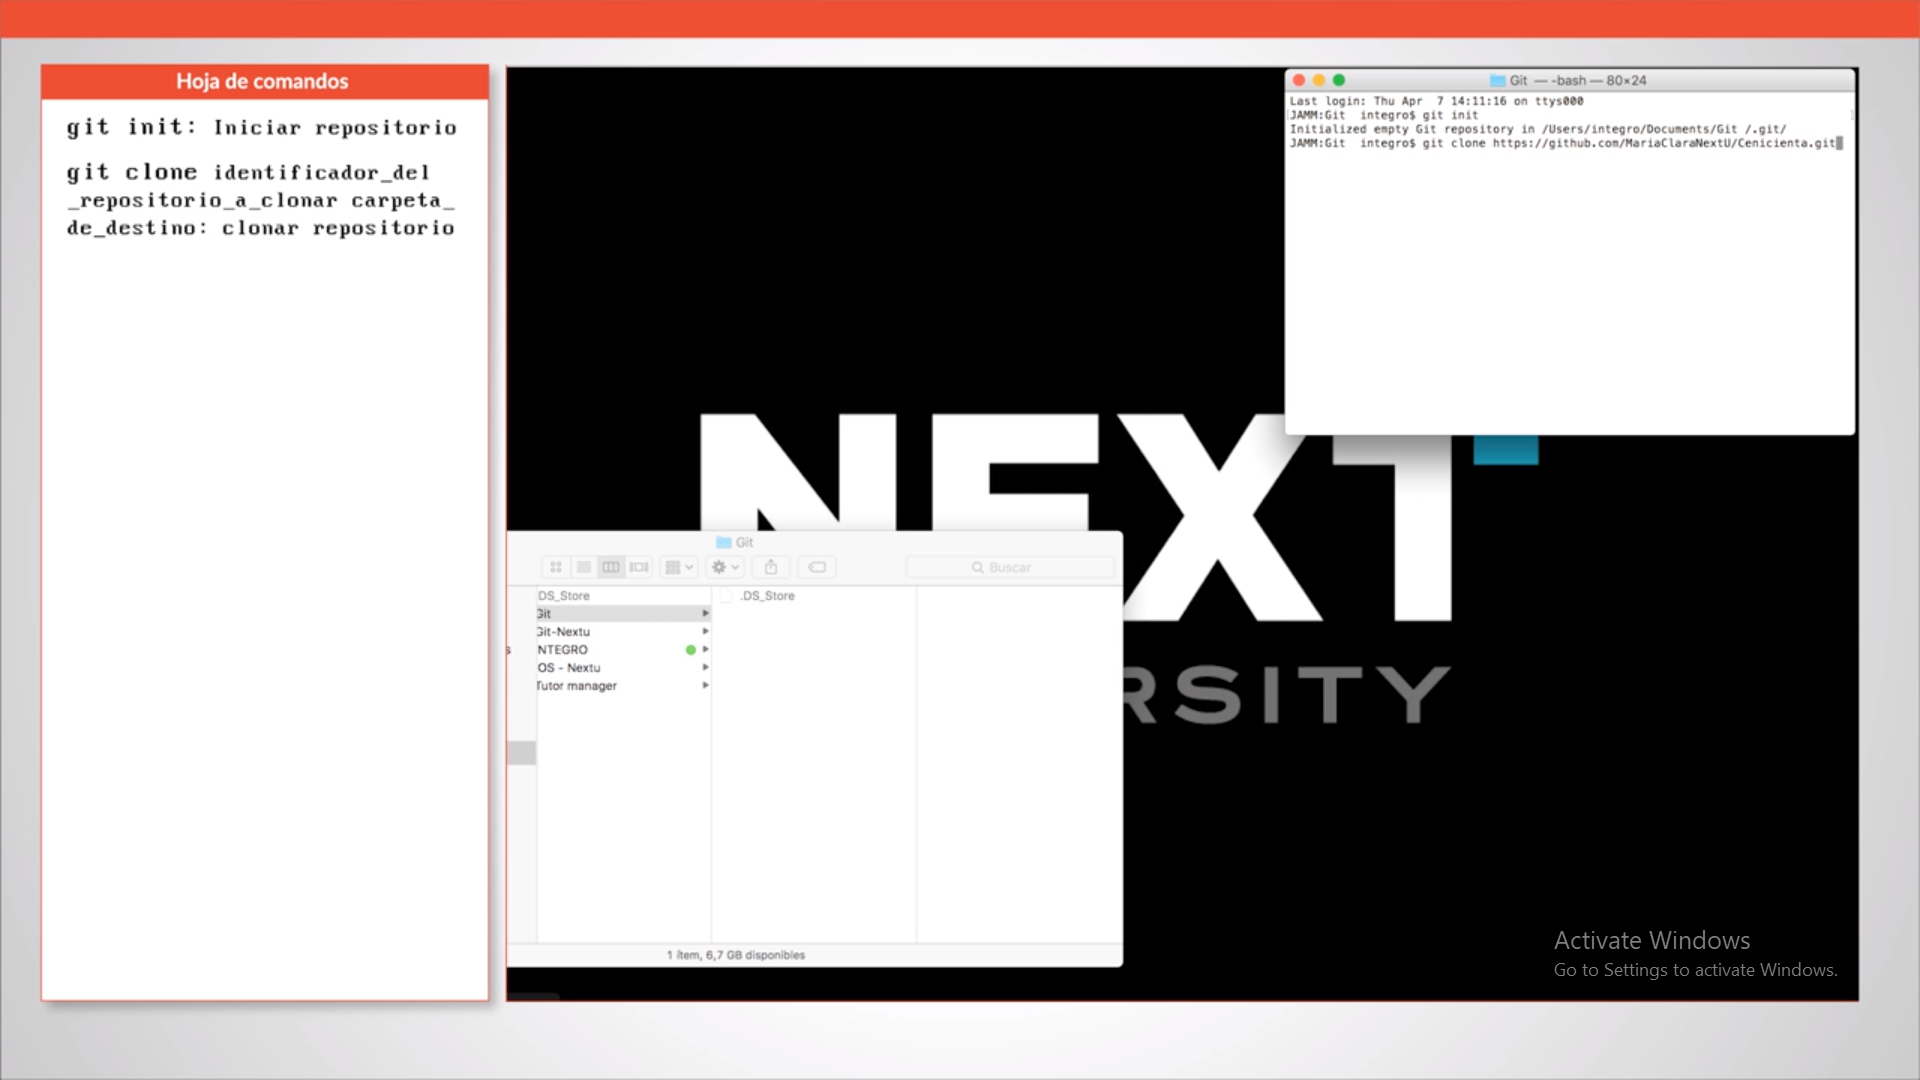 Hoja de comandos
git init: Iniciar repositorio
git clone identificador_del
_repositorio_a_clonar carpeta_
de_destino: clonar repositorio
Git — -bash — 80×24
Last login: Thu Apr  7 14:11:16 on ttys000
JAMM:Git  integro$ git init
Initialized empty Git repository in /Users/integro/Documents/Git /.git/
JAMM:Git  integro$ git clone https://github.com/MariaClaraNextU/Cenicienta.git
NEXT
RSITY
Git
Buscar
DS_Store
Git
Git-Nextu
NTEGRO
OS - Nextu
Tutor manager
s
.DS_Store
1 ítem, 6,7 GB disponibles
Activate Windows
Go to Settings to activate Windows.